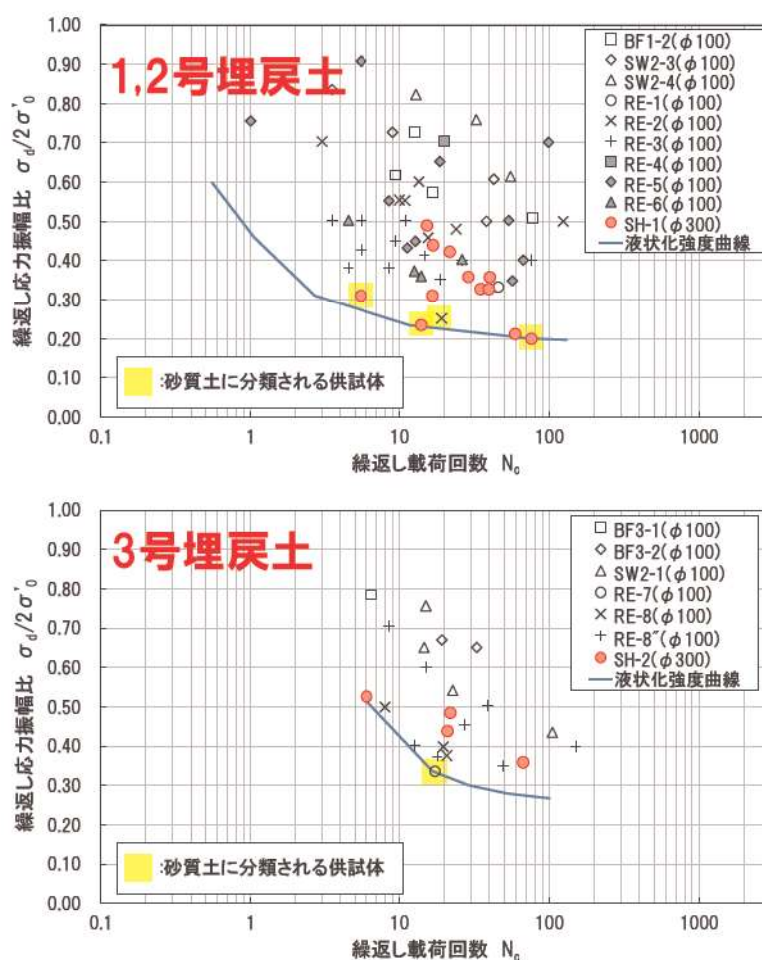 1.00
0.90
0.80
0.70
0.60
0.50
0.40
0.30
0.20
0.10
0.00
繰返し応力振幅比 σd/2σ'0
1,2号埋戻土
BF1-2(φ100)
SW2-3(φ100)
SW2-4(φ100)
RE-1(φ100)
RE-2(φ100)
RE-3(φ100)
RE-4(φ100)
RE-5(φ100)
RE-6(φ100)
SH-1(φ300)
液状化強度曲線
:砂質土に分類される供試体
0.1 1 10 100 1000
繰返し載荷回数 Nc
1.00
0.90
0.80
0.70
0.60
0.50
0.40
0.30
0.20
0.10
0.00
繰返し応力振幅比 σd/2σ'0
3号埋戻土
BF3-1(φ100)
BF3-2(φ100)
SW2-1(φ100)
RE-7(φ100)
RE-8(φ100)
RE-8"(φ100)
SH-2(φ300)
液状化強度曲線
:砂質土に分類される供試体
0.1 1 10 100 1000
繰返し載荷回数 Nc